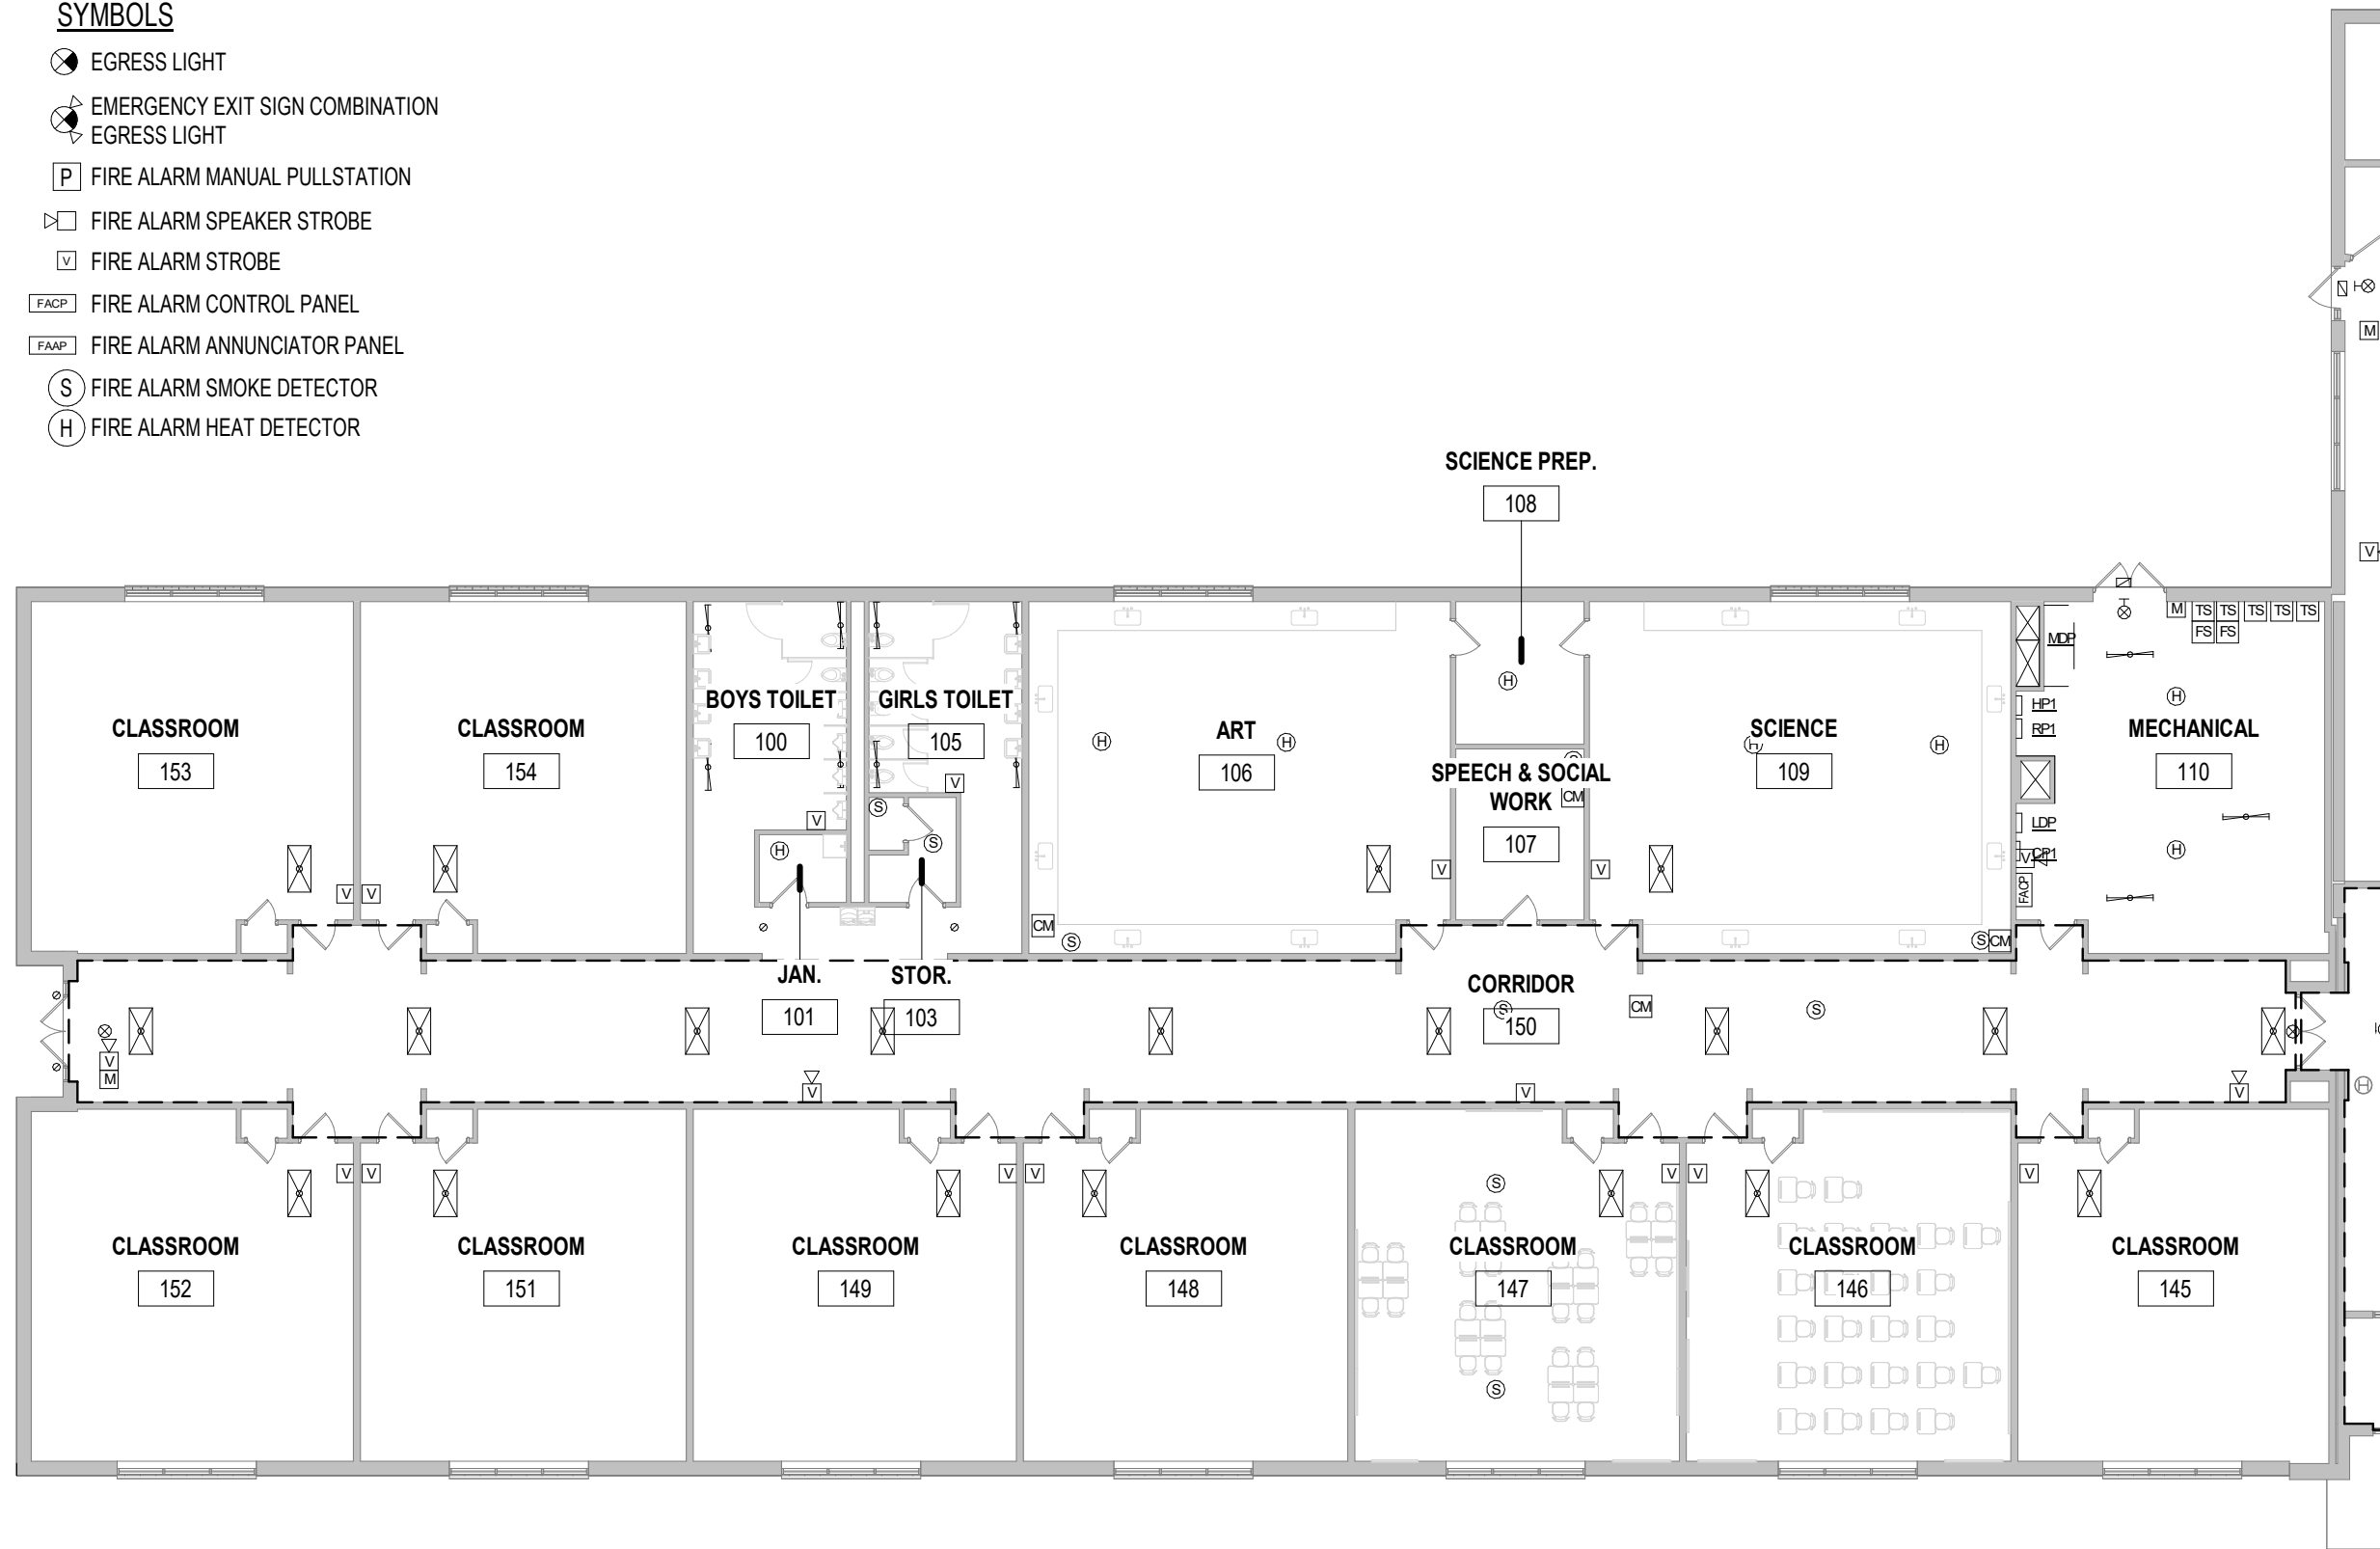 SYMBOLS
EGRESS LIGHT
EMERGENCY EXIT SIGN COMBINATION
EGRESS LIGHT
P FIRE ALARM MANUAL PULLSTATION
FIRE ALARM SPEAKER STROBE
V FIRE ALARM STROBE
FACP FIRE ALARM CONTROL PANEL
FAAP FIRE ALARM ANNUNCIATOR PANEL
S FIRE ALARM SMOKE DETECTOR
H FIRE ALARM HEAT DETECTOR
M
V
SCIENCE PREP.
108
M TS TS TS TS TS
FS FS
MDP
H
H
HP1
RP1
CLASSROOM
153
CLASSROOM
154
BOYS TOILET
100
GIRLS TOILET
105
ART
106
H
H
SCIENCE
109
H
H
MECHANICAL
110
SPEECH & SOCIAL
WORK
107
CM
V
V
S
S
H
LDP
CP1
V
H
FACP
V
V
V
V
CM
S
S
CM
JAN.
101
STOR.
103
CORRIDOR
150
S
CM
S
V
M
V
V
V
H
V
V
V
V
V
V
V
S
CLASSROOM
152
CLASSROOM
151
CLASSROOM
149
CLASSROOM
148
CLASSROOM
147
CLASSROOM
146
CLASSROOM
145
S